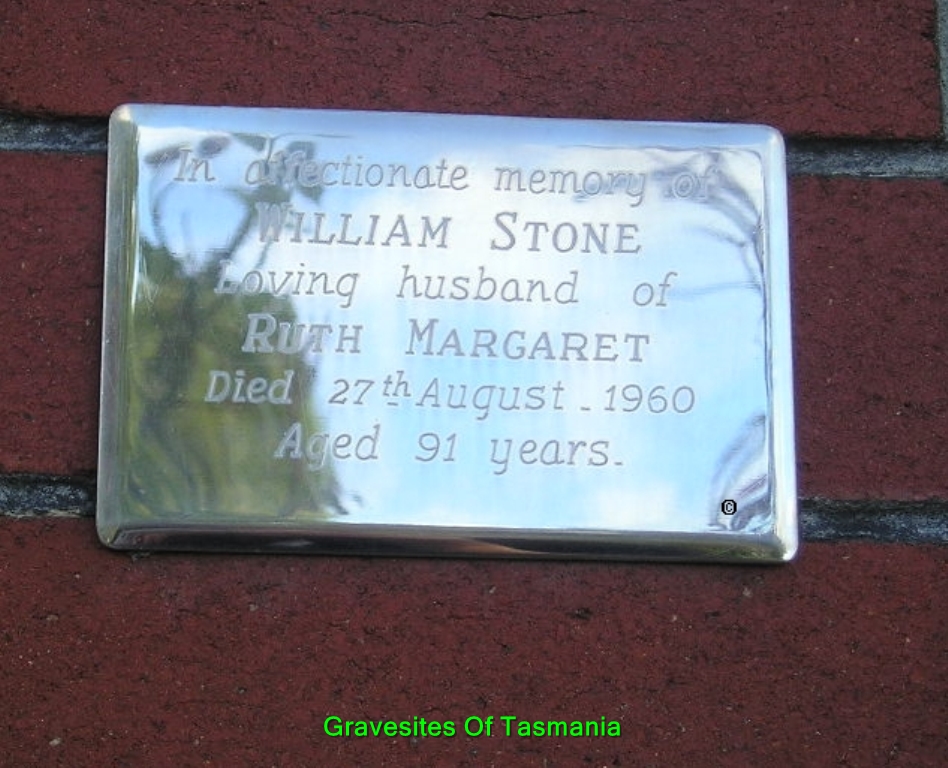 In affectionate memory of
WILLIAM STONE
Loving husband of
RUTH MARGARET
Died 27th August - 1960
Aged 91 years.
©
Gravesites Of Tasmania